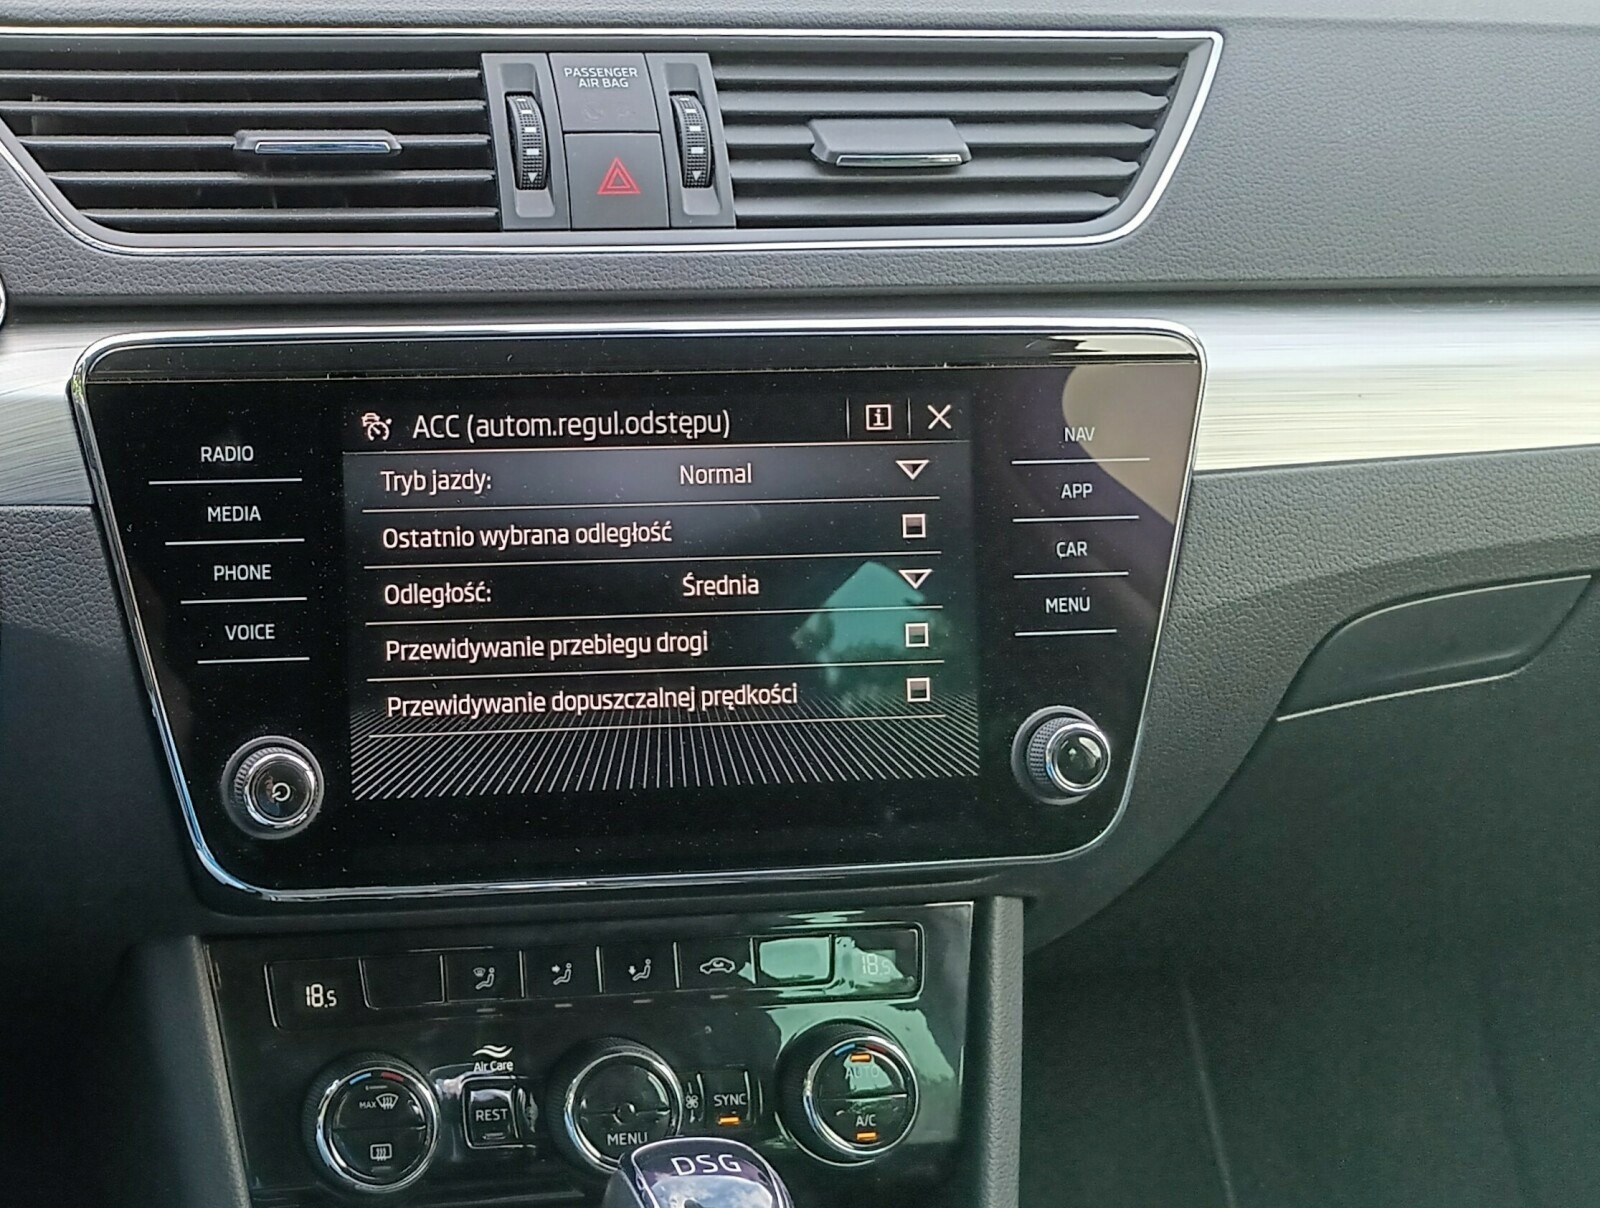 PASSENGER
AIR BAG
ACC (autom.regul.odstępu)
i
Tryb jazdy: Normal
Ostatnio wybrana odległość
Odległość: Średnia
Przewidywanie przebiegu drogi
Przewidywanie dopuszczalnej prędkości
RADIO
MEDIA
PHONE
VOICE
NAV
APP
CAR
MENU
18.5
18.5
Air Care
MAX
REST
MENU
SYNC
AUTO
A/C
DSG